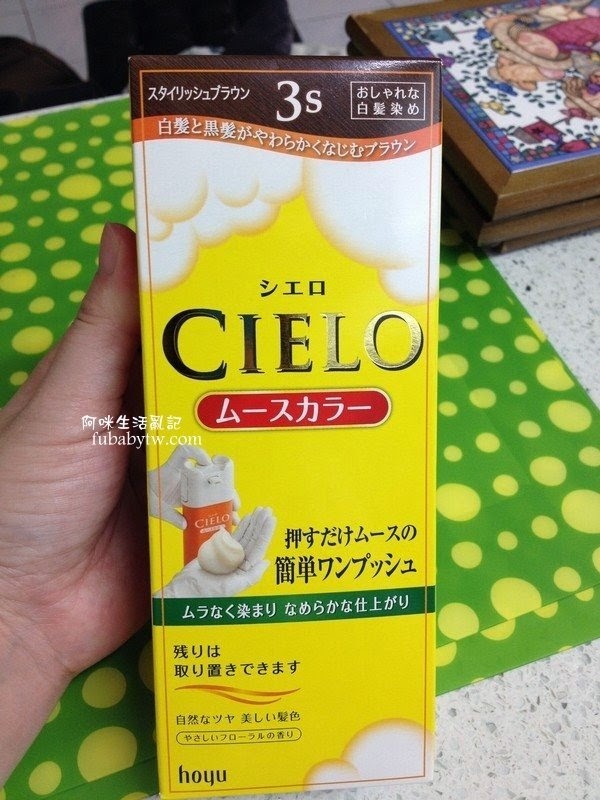 スタイリッシュブラウン
3S
おしゃれな
白髪染め
白髪と黒髪がやわらかくなじむブラウン
シエロ
CIELO
ムースカラー
阿咪生活亂記
fubabytw.com
CIELO
押すだけムースの
簡単ワンプッシュ
ムラなく染まり なめらかな仕上がり
残りは
取り置きできます
自然なツヤ 美しい髪色
やさしいフローラルの香り
hoyu